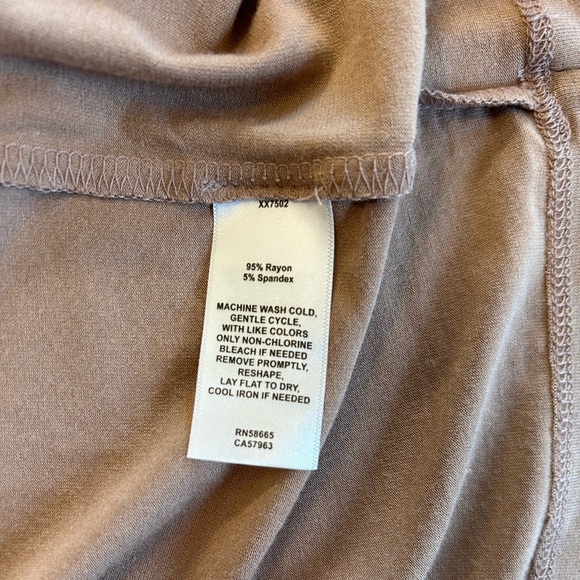 XX7502
95% Rayon
5% Spandex
MACHINE WASH COLD,
GENTLE CYCLE,
WITH LIKE COLORS
ONLY NON-CHLORINE
BLEACH IF NEEDED
REMOVE PROMPTLY,
RESHAPE,
LAY FLAT TO DRY,
COOL IRON IF NEEDED
RN58665
CA57963